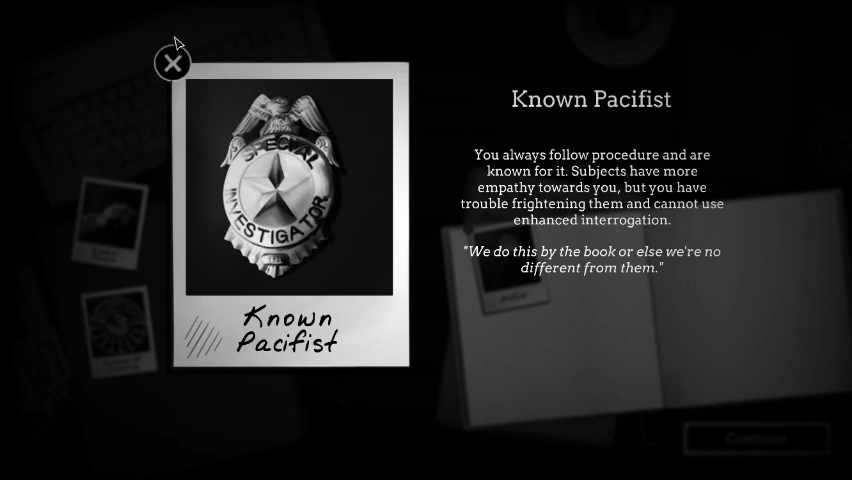 Known Pacifist
SPECIAL
INVESTIGATOR
Known
Pacifist
You always follow procedure and are
known for it. Subjects have more
empathy towards you, but you have
trouble frightening them and cannot use
enhanced interrogation.
"We do this by the book or else we're no
different from them."
Continue